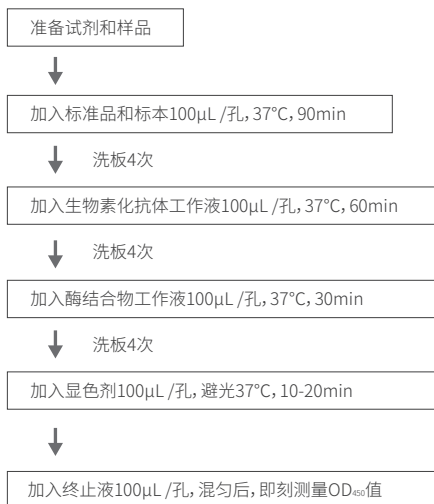 准备试剂和样品
加入标准品和标本100μL /孔，37°C，90min
洗板4次
加入生物素化抗体工作液100μL /孔，37°C，60min
洗板4次
加入酶结合物工作液100μL /孔，37°C，30min
洗板4次
加入显色剂100μL /孔，避光37°C，10-20min
加入终止液100μL /孔，混匀后，即刻测量OD₄₅₀值